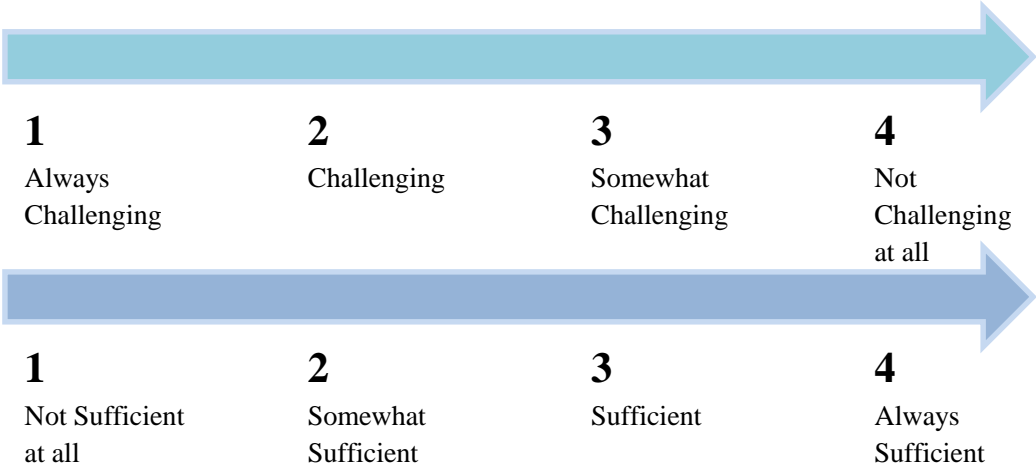 1 2 3 4
Always Challenging Somewhat Not
Challenging Challenging Challenging
at all
1 2 3 4
Not Sufficient Somewhat Sufficient Always
at all Sufficient Sufficient